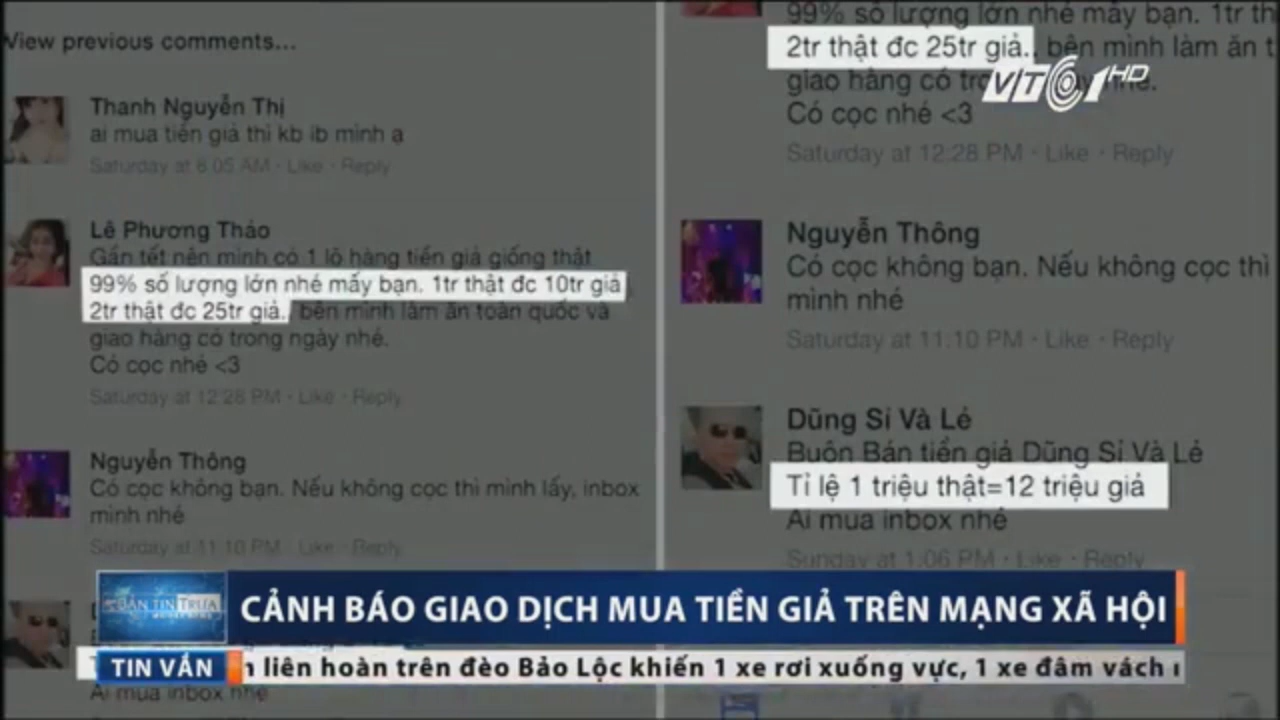 View previous comments...
Thanh Nguyễn Thị
ai mua tiền giả thì kb ib mình ạ
Saturday at 8:05 AM · Like · Reply
Lê Phương Thảo
Gần tết nên mình có 1 lô hàng tiền giả giống thật
99% số lượng lớn nhé mấy bạn. 1tr thật đc 10tr giả
2tr thật đc 25tr giả.. bên mình làm ăn toàn quốc và
giao hàng có trong ngày nhé.
Có cọc nhé <3
Saturday at 12:28 PM · Like · Reply
Nguyễn Thông
Có cọc không bạn. Nếu không cọc thì mình lấy, inbox
mình nhé
Saturday at 11:10 PM · Like · Reply
Ai mua inbox nhé
99% số lượng lớn nhé mấy bạn. 1tr th
2tr thật đc 25tr giả.. bên mình làm ăn t
giao hàng có trong ngày nhé.
Có cọc nhé <3
Saturday at 12:28 PM · Like · Reply
Nguyễn Thông
Có cọc không bạn. Nếu không cọc thì
mình nhé
Saturday at 11:10 PM · Like · Reply
Dũng Sỉ Và Lẻ
Buôn Bán tiền giả Dũng Sỉ Và Lẻ
Tỉ lệ 1 triệu thật=12 triệu giả
Ai mua inbox nhé
Sunday at 1:06 PM · Like · Reply
VTC1 HD
BẢN TIN TRƯA
CẢNH BÁO GIAO DỊCH MUA TIỀN GIẢ TRÊN MẠNG XÃ HỘI
TIN VẮN
liên hoàn trên đèo Bảo Lộc khiến 1 xe rơi xuống vực, 1 xe đâm vách